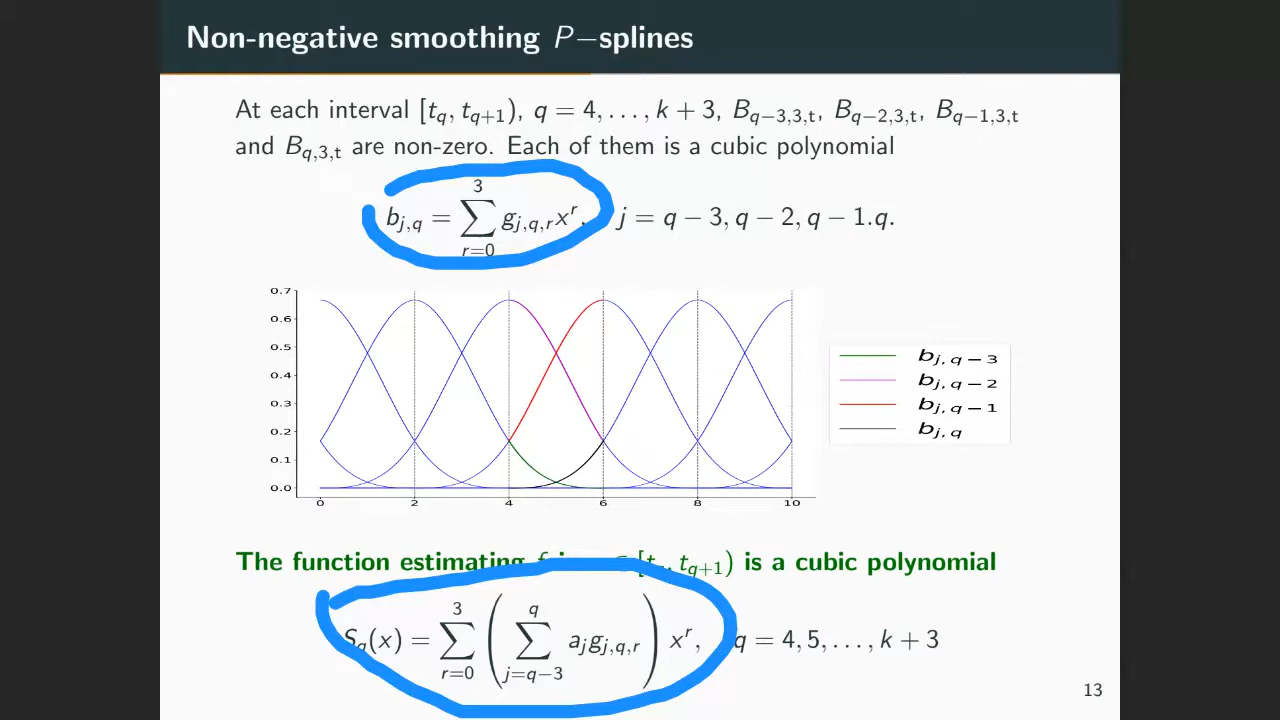 Non-negative smoothing P−splines
At each interval [t_q, t_{q+1}), q = 4, . . . , k + 3, B_{q−3,3,t}, B_{q−2,3,t}, B_{q−1,3,t}
and B_{q,3,t} are non-zero. Each of them is a cubic polynomial
b_{j,q} = ∑_{r=0}^{3} g_{j,q,r} x^r, j = q − 3, q − 2, q − 1.q.
0.7
0.6
0.5
0.4
0.3
0.2
0.1
0.0
0 2 4 6 8 10
b_{j, q − 3}
b_{j, q − 2}
b_{j, q − 1}
b_{j, q}
The function estimating t_{q+1}) is a cubic polynomial
S_q(x) = ∑_{r=0}^{3} ( ∑_{j=q−3}^{q} a_j g_{j,q,r} ) x^r, q = 4, 5, . . . , k + 3
13